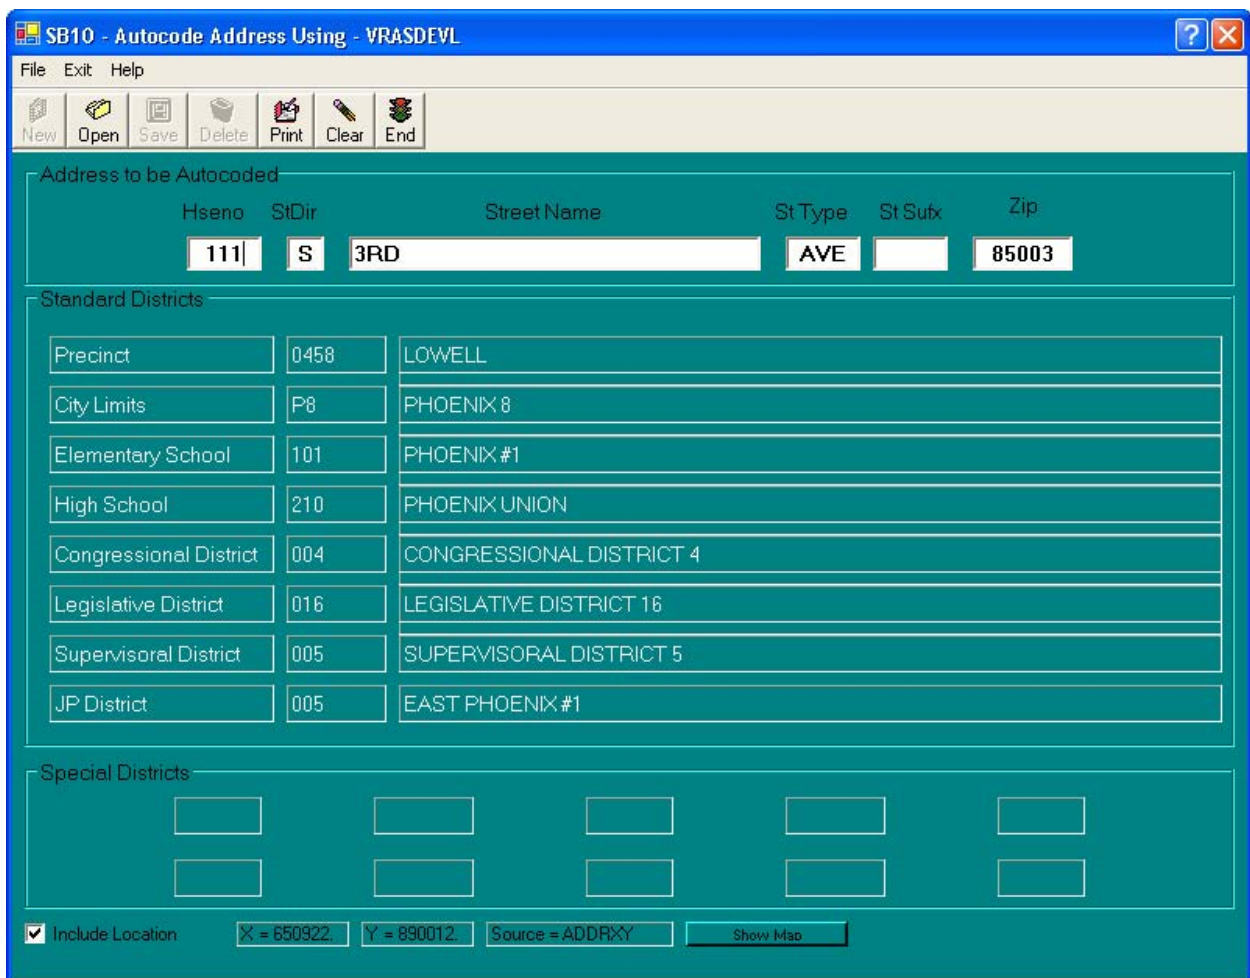 SB10 - Autocode Address Using - VRASDEVL
File Exit Help
New Open Save Delete Print Clear End
Address to be Autocoded
Hseno StDir Street Name St Type St Sufx Zip
111 S 3RD AVE 85003
Standard Districts
Precinct 0458 LOWELL
City Limits P8 PHOENIX 8
Elementary School 101 PHOENIX #1
High School 210 PHOENIX UNION
Congressional District 004 CONGRESSIONAL DISTRICT 4
Legislative District 016 LEGISLATIVE DISTRICT 16
Supervisoral District 005 SUPERVISORAL DISTRICT 5
JP District 005 EAST PHOENIX #1
Special Districts
Include Location X = 650922. Y = 890012. Source = ADDRXY Show Map